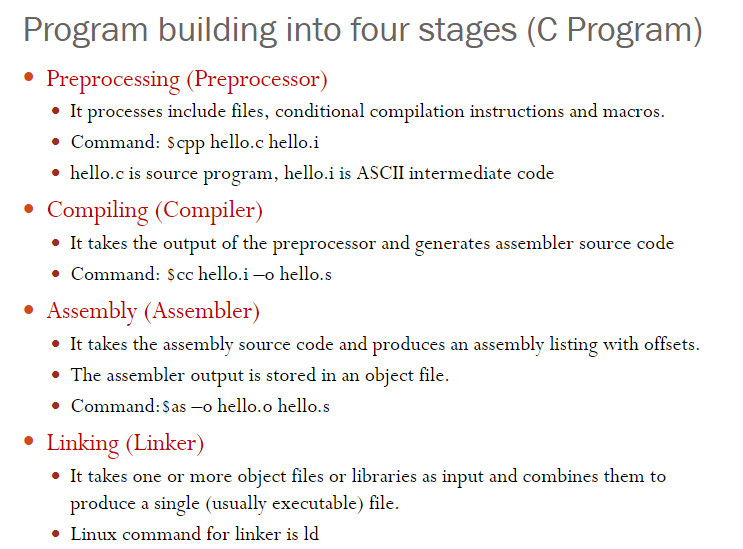 Program building into four stages (C Program)
• Preprocessing (Preprocessor)
• It processes include files, conditional compilation instructions and macros.
• Command: $cpp hello.c hello.i
• hello.c is source program, hello.i is ASCII intermediate code
• Compiling (Compiler)
• It takes the output of the preprocessor and generates assembler source code
• Command: $cc hello.i –o hello.s
• Assembly (Assembler)
• It takes the assembly source code and produces an assembly listing with offsets.
• The assembler output is stored in an object file.
• Command:$as –o hello.o hello.s
• Linking (Linker)
• It takes one or more object files or libraries as input and combines them to
produce a single (usually executable) file.
• Linux command for linker is ld